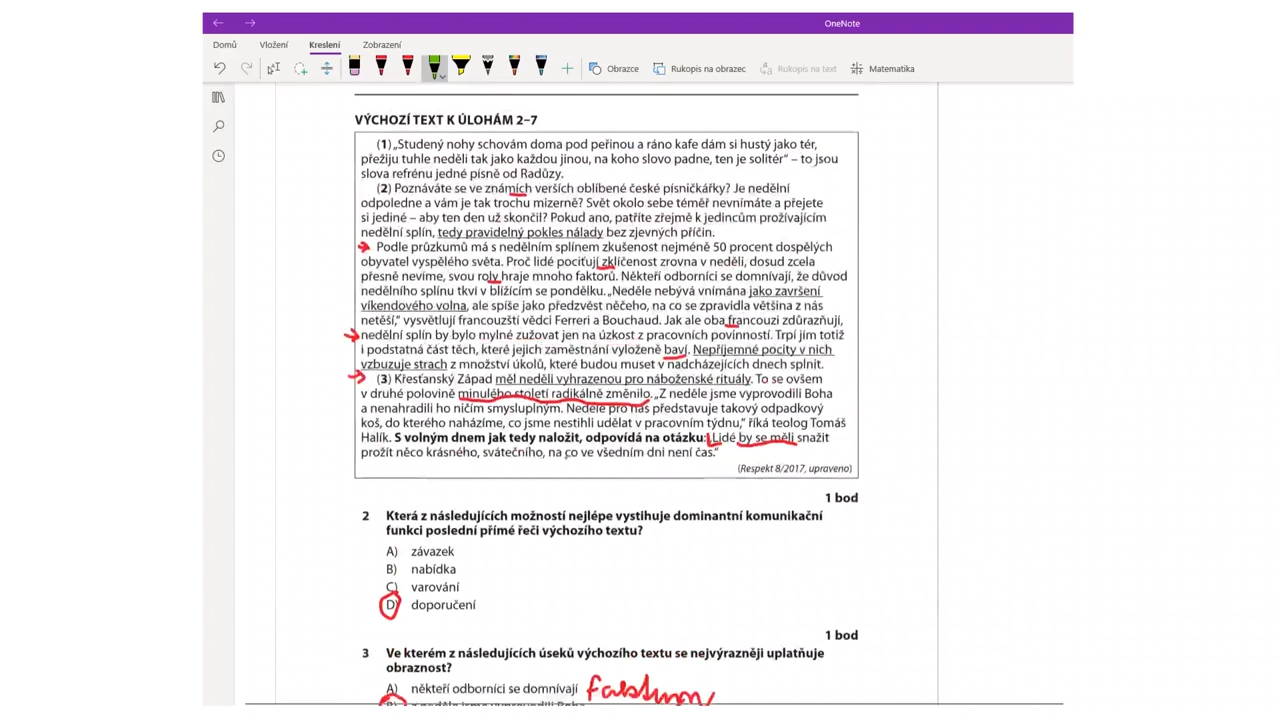 OneNote
Domů Vložení Kreslení Zobrazení
Obrazce Rukopis na obrazec Rukopis na text Matematika
VÝCHOZÍ TEXT K ÚLOHÁM 2–7
(1) „Studený nohy schovám doma pod peřinou a ráno kafe dám si hustý jako tér,
přežiju tuhle neděli tak jako každou jinou, na koho slovo padne, ten je solitér“ – to jsou
slova refrénu jedné písně od Radůzy.
(2) Poznáváte se ve známích verších oblíbené české písničkářky? Je nedělní
odpoledne a vám je tak trochu mizerně? Svět okolo sebe téměř nevnímáte a přejete
si jediné – aby ten den už skončil? Pokud ano, patříte zřejmě k jedincům prožívajícím
nedělní splín, tedy pravidelný pokles nálady bez zjevných příčin.
Podle průzkumů má s nedělním splínem zkušenost nejméně 50 procent dospělých
obyvatel vyspělého světa. Proč lidé pociťují zklíčenost zrovna v neděli, dosud zcela
přesně nevíme, svou roly hraje mnoho faktorů. Někteří odborníci se domnívají, že důvod
nedělního splínu tkví v blížícím se pondělku. „Neděle nebývá vnímána jako završení
víkendového volna, ale spíše jako předzvěst něčeho, na co se zpravidla většina z nás
netěší,“ vysvětlují francouzští vědci Ferreri a Bouchaud. Jak ale oba francouzi zdůrazňují,
nedělní splín by bylo mylné zužovat jen na úzkost z pracovních povinností. Trpí jím totiž
i podstatná část těch, které jejich zaměstnání vyloženě baví. Nepříjemné pocity v nich
vzbuzuje strach z množství úkolů, které budou muset v nadcházejících dnech splnit.
(3) Křesťanský Západ měl neděli vyhrazenou pro náboženské rituály. To se ovšem
v druhé polovině minulého století radikálně změnilo. „Z neděle jsme vyprovodili Boha
a nenahradili ho ničím smysluplným. Neděle pro nás představuje takový odpadkový
koš, do kterého naházíme, co jsme nestihli udělat v pracovním týdnu,“ říká teolog Tomáš
Halík. S volným dnem jak tedy naložit, odpovídá na otázku: „Lidé by se měli snažit
prožít něco krásného, svátečního, na co ve všedním dni není čas.“
(Respekt 8/2017, upraveno)
1 bod
2 Která z následujících možností nejlépe vystihuje dominantní komunikační
funkci poslední přímé řeči výchozího textu?
A) závazek
B) nabídka
C) varování
D) doporučení
1 bod
3 Ve kterém z následujících úseků výchozího textu se nejvýrazněji uplatňuje
obraznost?
A) někteří odborníci se domnívají
B) z neděle jsme vyprovodili Boha